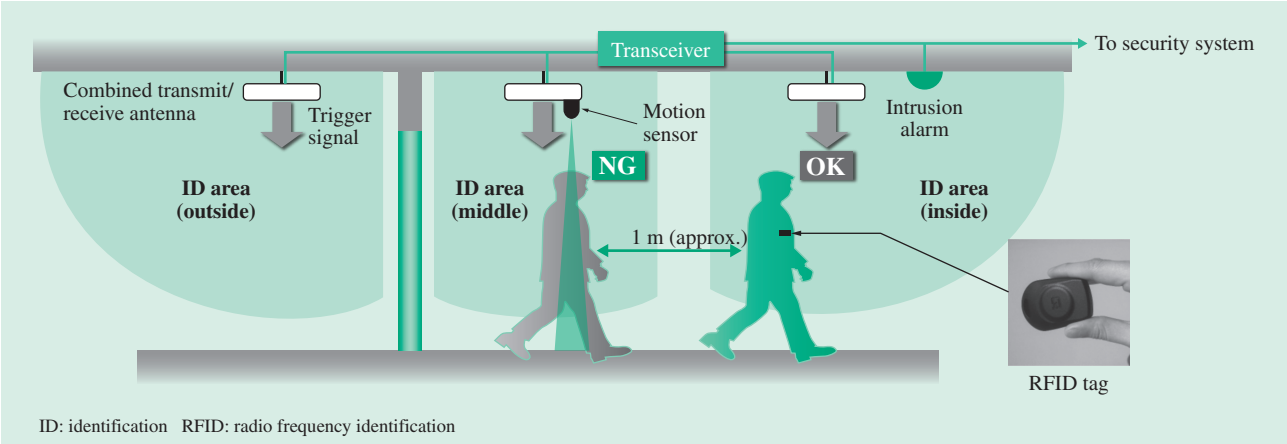 Transceiver
To security system
Combined transmit/
receive antenna
Trigger
signal
Motion
sensor
Intrusion
alarm
NG
OK
ID area
(outside)
ID area
(middle)
ID area
(inside)
1 m (approx.)
RFID tag
ID: identification RFID: radio frequency identification